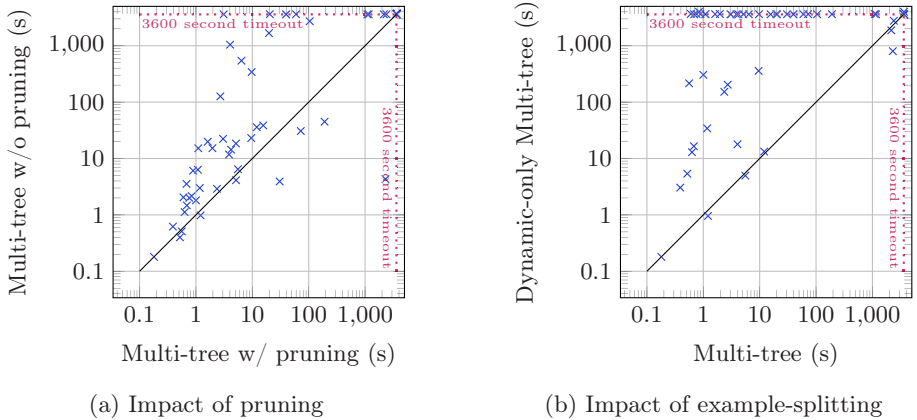 Multi-tree w/o pruning (s)
1,000
100
10
1
0.1
3600 second timeout
3600 second timeout
0.1 1 10 100 1,000
Multi-tree w/ pruning (s)
(a) Impact of pruning
Dynamic-only Multi-tree (s)
1,000
100
10
1
0.1
3600 second timeout
3600 second timeout
0.1 1 10 100 1,000
Multi-tree (s)
(b) Impact of example-splitting